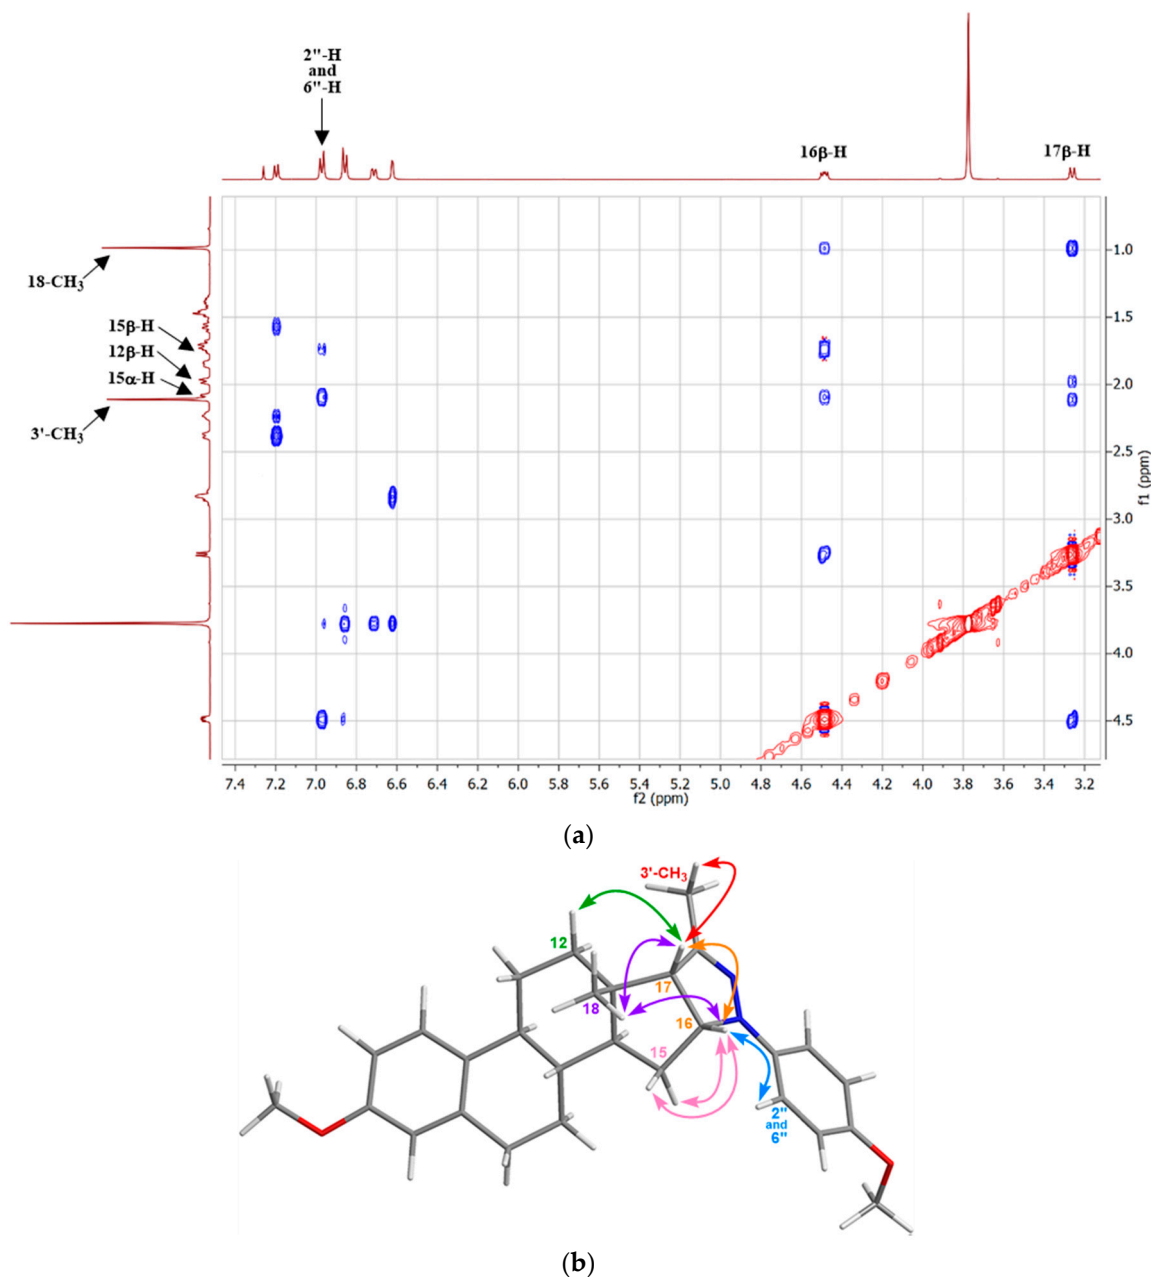 2"-H
and
6"-H
16β-H
17β-H
18-CH3
15β-H
12β-H
15α-H
3'-CH3
1.0
1.5
2.0
2.5
3.0
3.5
4.0
4.5
f1 (ppm)
7.4 7.2 7.0 6.8 6.6 6.4 6.2 6.0 5.8 5.6 5.4 5.2 5.0 4.8 4.6 4.4 4.2 4.0 3.8 3.6 3.4 3.2
f2 (ppm)
(a)
3'-CH3
12
17
18
16
15
2"
and
6"
(b)